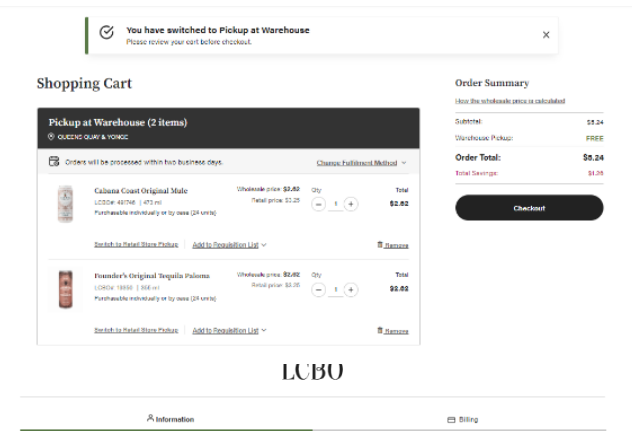 You have switched to Pickup at Warehouse
Please review your cart before checkout.
Shopping Cart
Pickup at Warehouse (2 items)
QUEENS QUAY & YONGE
Orders will be processed within two business days.
Change Fulfilment Method
Cabana Coast Original Mule
LCBO#: | 473 ml
Purchasable individually or by case (24 units)
Wholesale price: $2.62
Retail price: $3.25
Qty
1
Total
$2.62
Switch to Retail Store Pickup
Add to Requisition List
Remove
Founder's Original Tequila Paloma
LCBO#: | ml
Purchasable individually or by case (24 units)
Wholesale price: $2.62
Retail price: $3.25
Qty
1
Total
$2.62
Switch to Retail Store Pickup
Add to Requisition List
Remove
Order Summary
How the wholesale price is calculated
Subtotal:
$5.24
Warehouse Pickup:
FREE
Order Total:
$5.24
Total Savings:
$1.26
Checkout
LCBO
Information
Billing